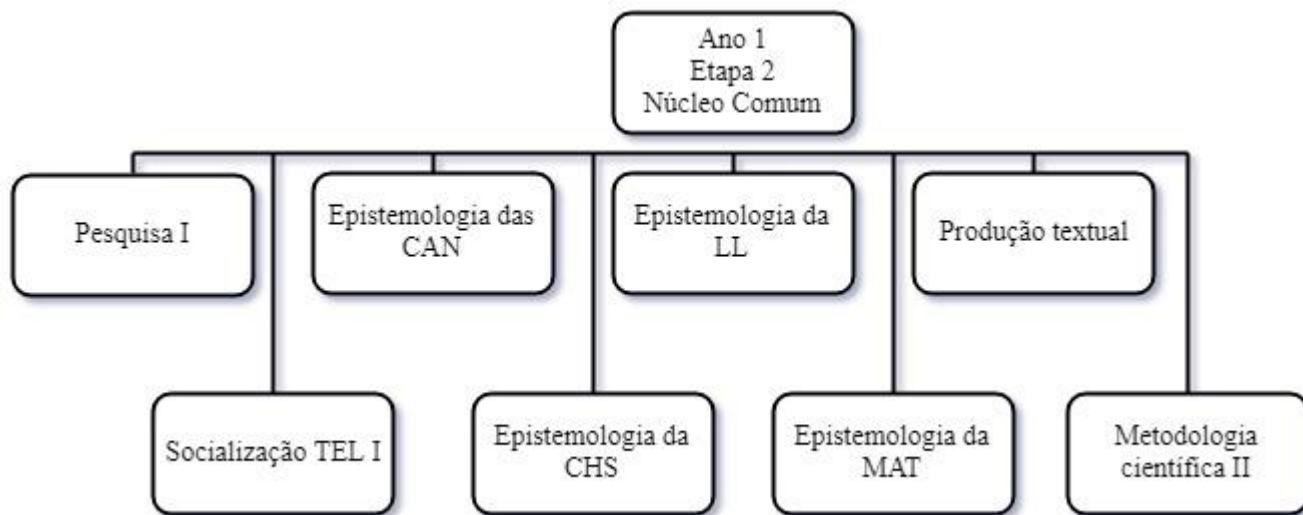 Ano 1
Etapa 2
Núcleo Comum
Pesquisa I
Epistemologia das
CAN
Epistemologia da
LL
Produção textual
Socialização TEL I
Epistemologia da
CHS
Epistemologia da
MAT
Metodologia
científica II